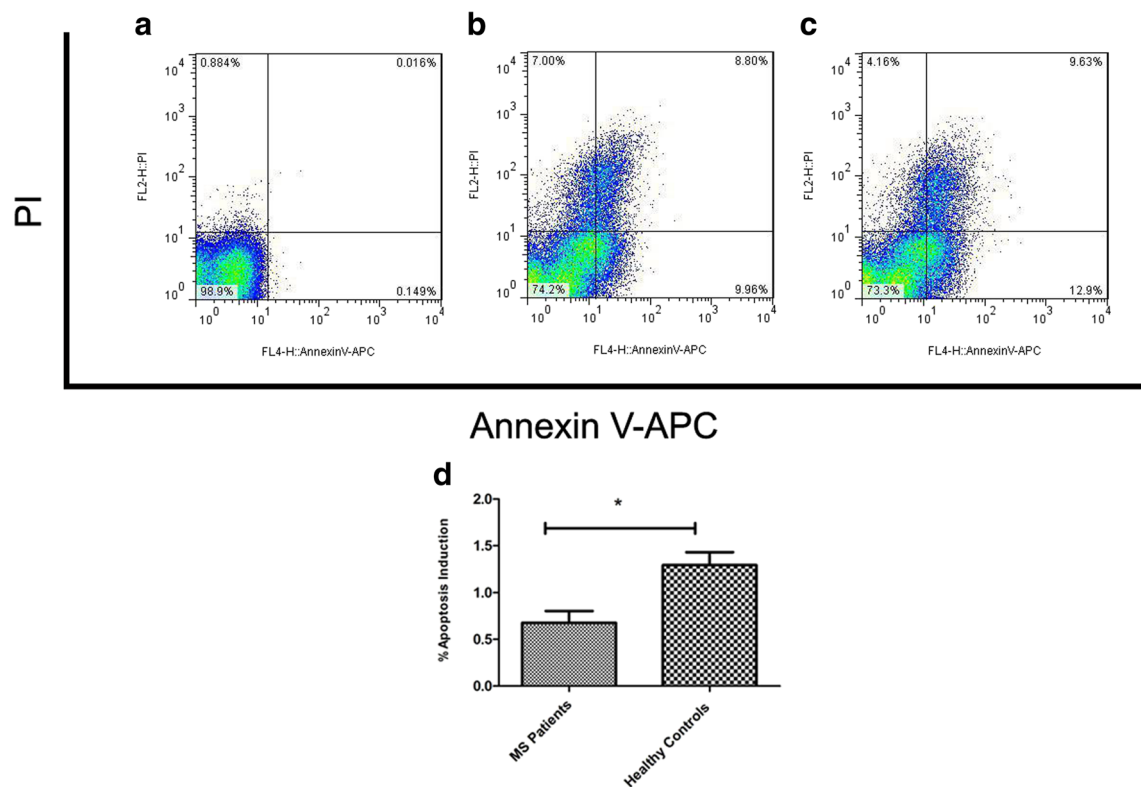 a
b
c
PI
0.884%
0.016%
98.9%
0.149%
10^4
10^3
10^2
10^1
10^0
FL2-H::PI
10^0 10^1 10^2 10^3 10^4
FL4-H::AnnexinV-APC
7.00%
8.80%
74.2%
9.96%
10^4
10^3
10^2
10^1
10^0
FL2-H::PI
10^0 10^1 10^2 10^3 10^4
FL4-H::AnnexinV-APC
4.16%
9.63%
73.3%
12.9%
10^4
10^3
10^2
10^1
10^0
FL2-H::PI
10^0 10^1 10^2 10^3 10^4
FL4-H::AnnexinV-APC
Annexin V-APC
d
% Apoptosis Induction
2.0
1.5
1.0
0.5
0.0
*
MS Patients
Healthy Controls